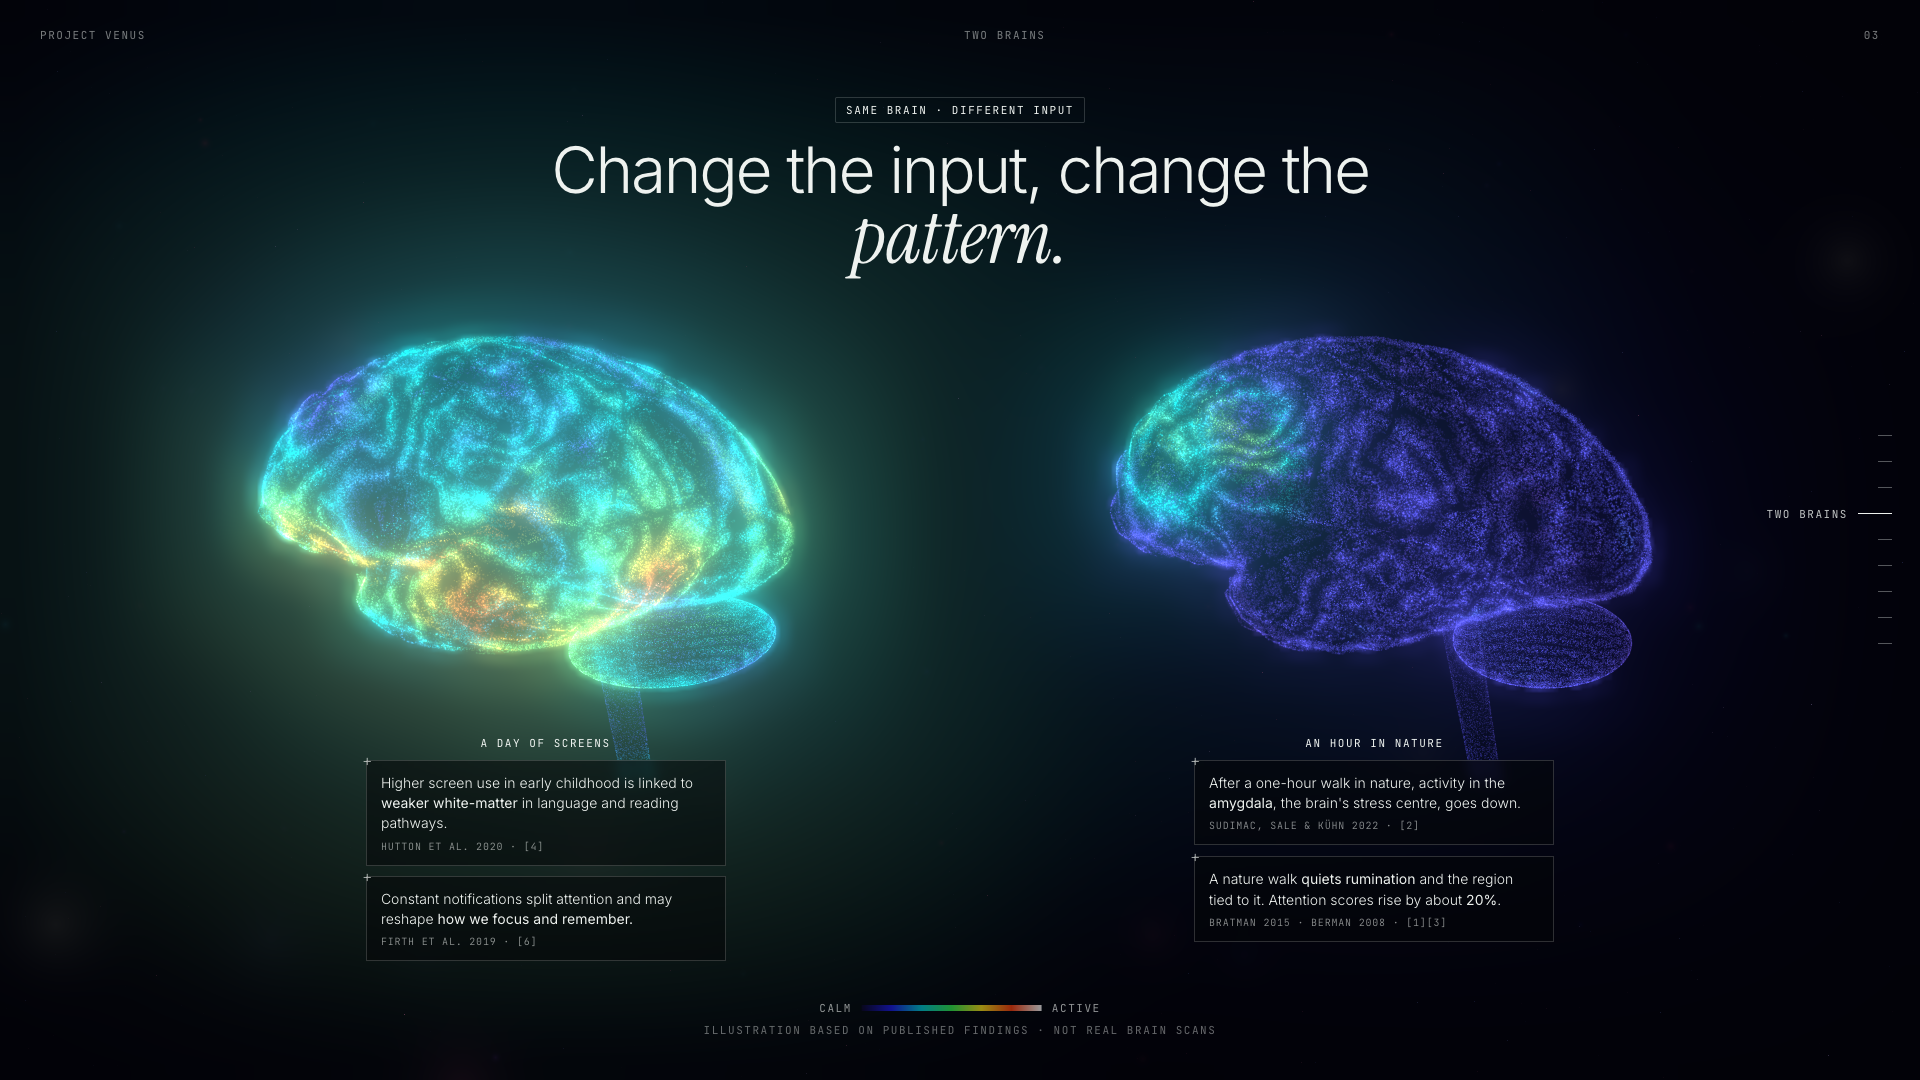 PROJECT VENUS
TWO BRAINS
03
SAME BRAIN · DIFFERENT INPUT
Change the input, change the
pattern.
TWO BRAINS
A DAY OF SCREENS
Higher screen use in early childhood is linked to
weaker white-matter in language and reading
pathways.
HUTTON ET AL. 2020 · [4]
Constant notifications split attention and may
reshape how we focus and remember.
FIRTH ET AL. 2019 · [6]
AN HOUR IN NATURE
After a one-hour walk in nature, activity in the
amygdala, the brain's stress centre, goes down.
SUDIMAC, SALE & KÜHN 2022 · [2]
A nature walk quiets rumination and the region
tied to it. Attention scores rise by about 20%.
BRATMAN 2015 · BERMAN 2008 · [1][3]
CALM
ACTIVE
ILLUSTRATION BASED ON PUBLISHED FINDINGS · NOT REAL BRAIN SCANS